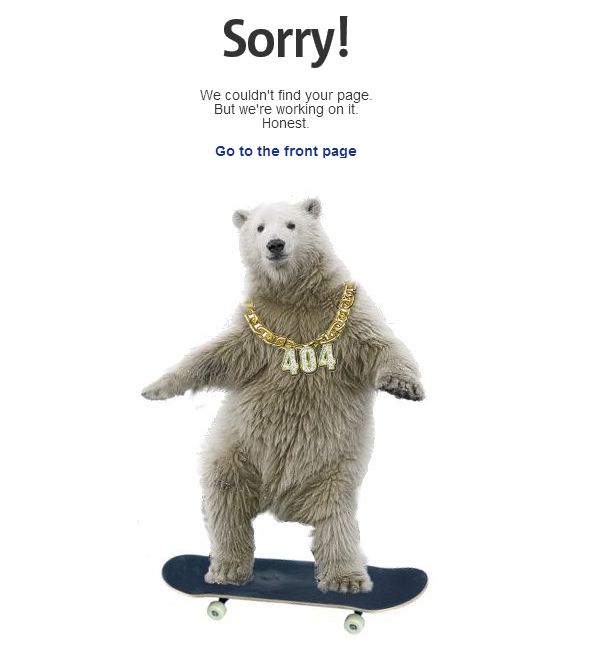 Sorry!
We couldn't find your page.
But we're working on it.
Honest.
Go to the front page
404